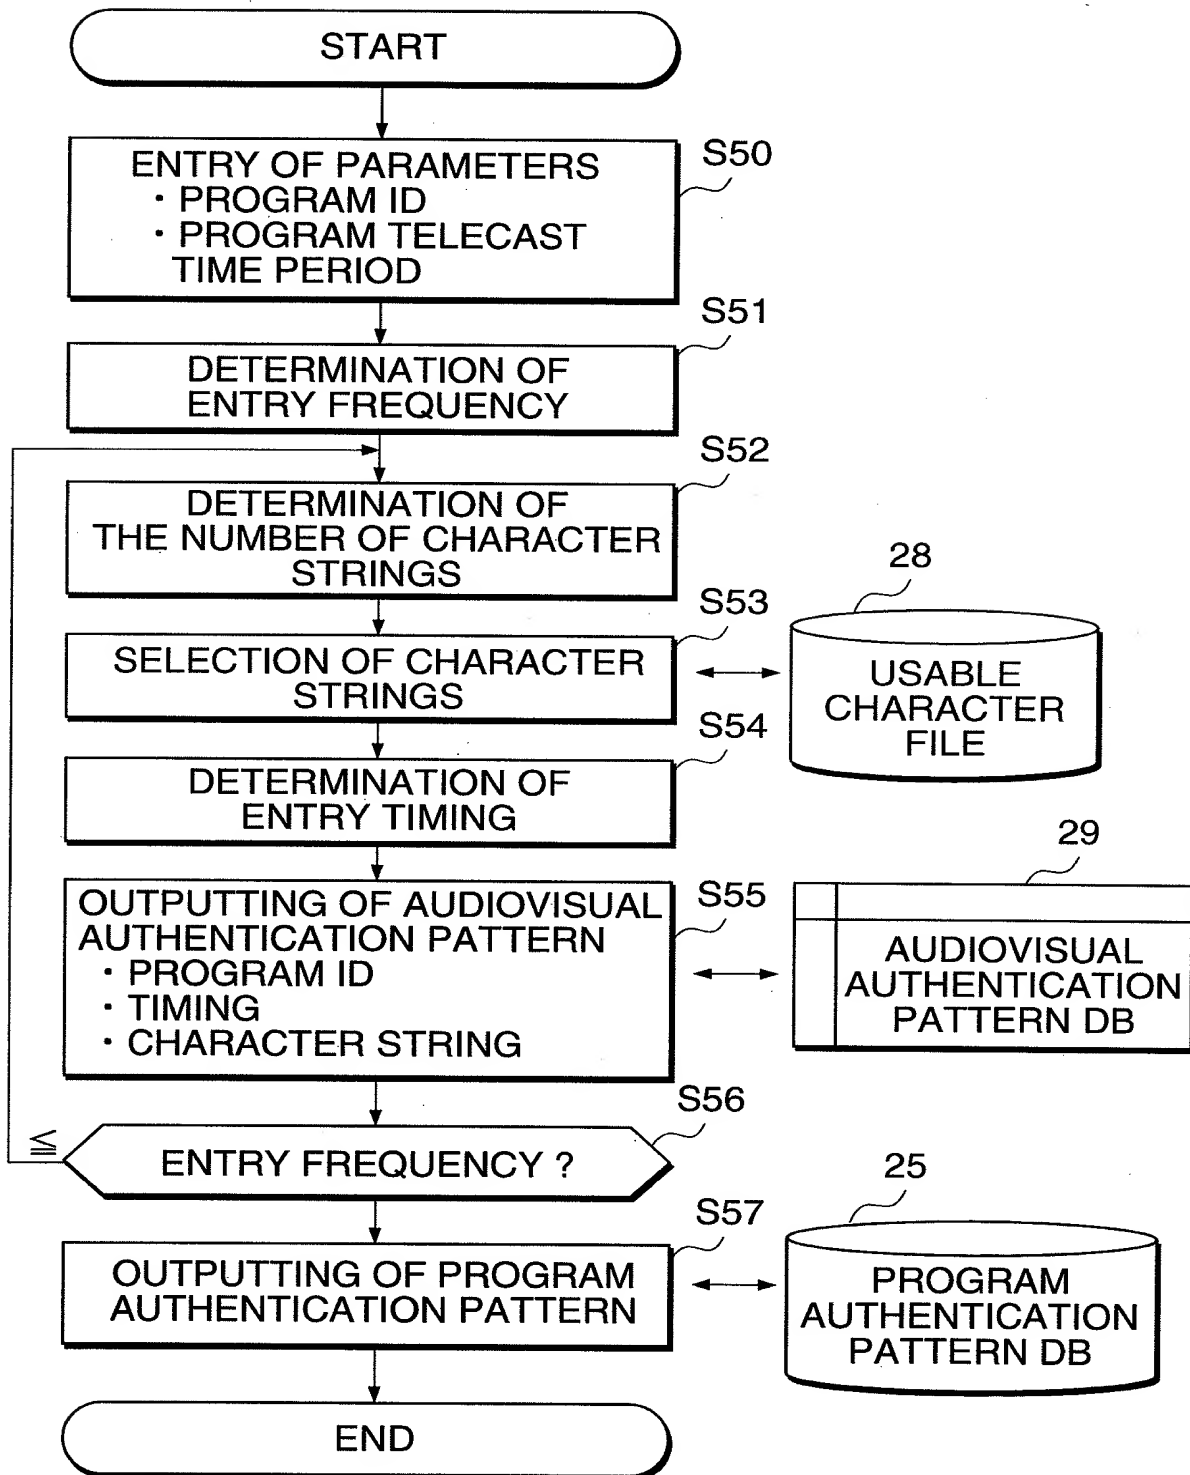 START
S50
ENTRY OF PARAMETERS
・PROGRAM ID
・PROGRAM TELECAST
TIME PERIOD
S51
DETERMINATION OF
ENTRY FREQUENCY
S52
DETERMINATION OF
THE NUMBER OF CHARACTER
STRINGS
S53
SELECTION OF CHARACTER
STRINGS
28
USABLE
CHARACTER
FILE
S54
DETERMINATION OF
ENTRY TIMING
S55
OUTPUTTING OF AUDIOVISUAL
AUTHENTICATION PATTERN
・PROGRAM ID
・TIMING
・CHARACTER STRING
29
AUDIOVISUAL
AUTHENTICATION
PATTERN DB
S56
≦
ENTRY FREQUENCY ?
S57
OUTPUTTING OF PROGRAM
AUTHENTICATION PATTERN
25
PROGRAM
AUTHENTICATION
PATTERN DB
END